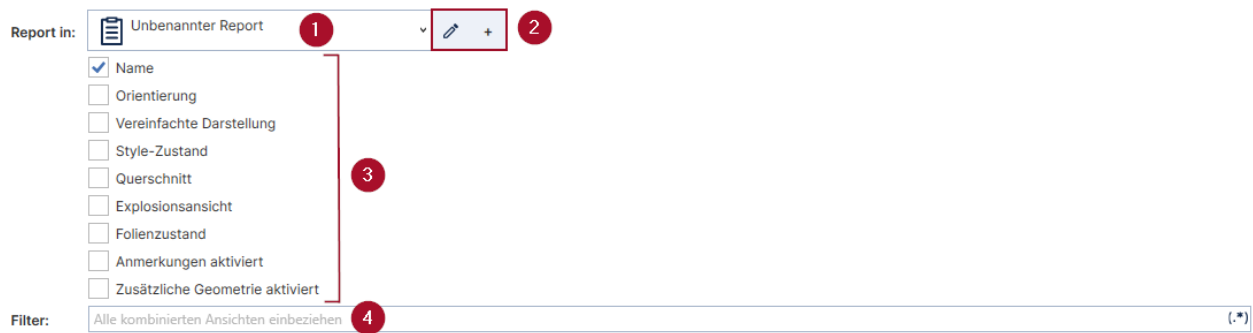 Report in: Unbenannter Report 1 2
Name
Orientierung
Vereinfachte Darstellung
Style-Zustand
Querschnitt 3
Explosionsansicht
Folienzustand
Anmerkungen aktiviert
Zusätzliche Geometrie aktiviert
Filter: Alle kombinierten Ansichten einbeziehen 4 (.*)